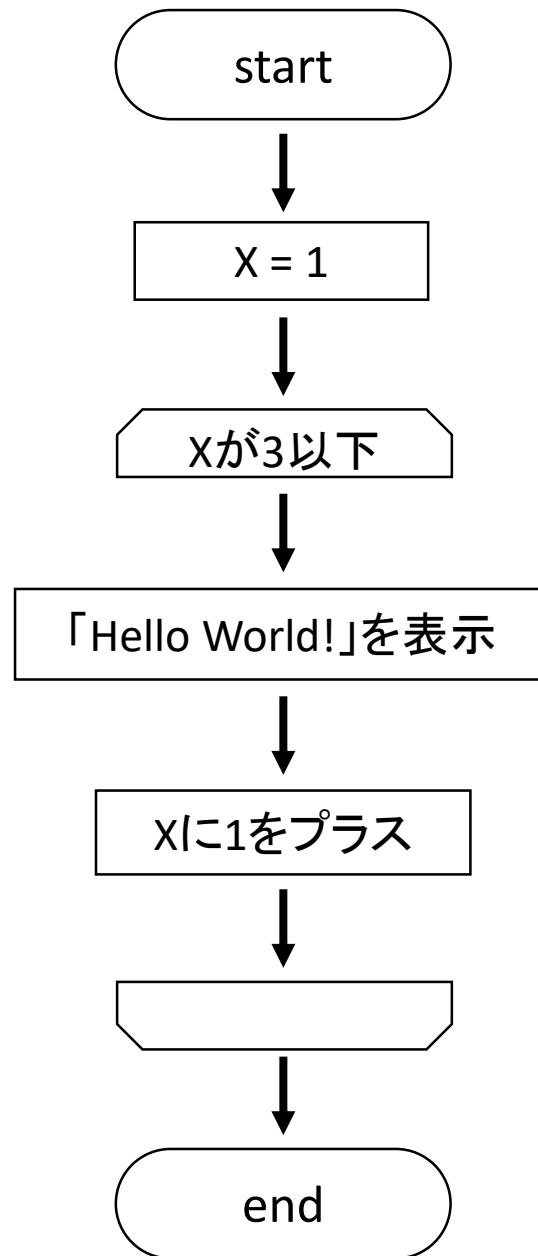 start
X = 1
Xが3以下
「Hello World!」を表示
Xに1をプラス
end